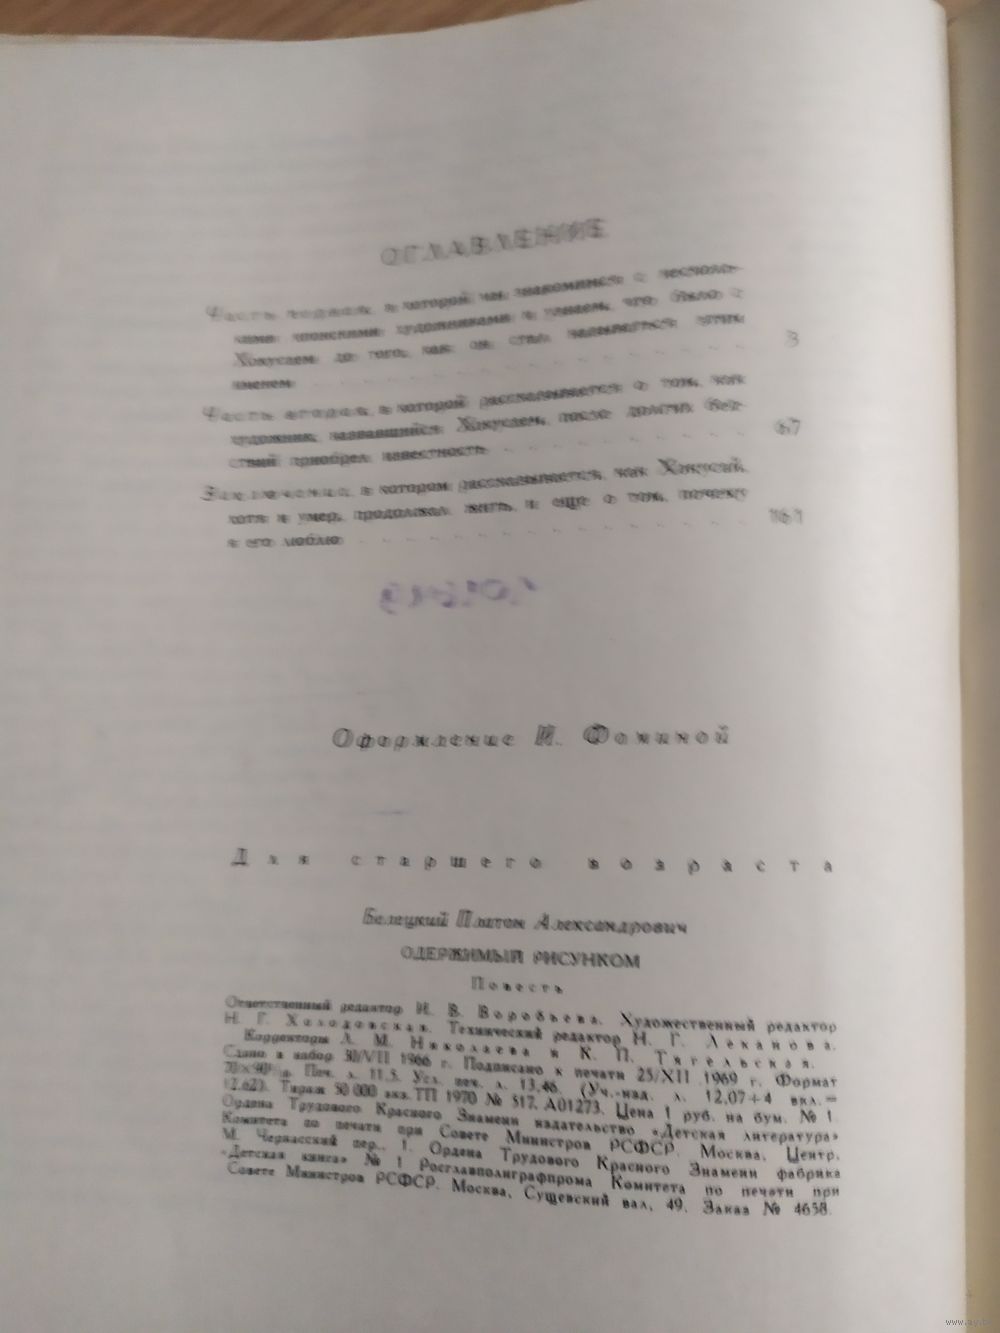 ОГЛАВЛЕНИЕ
Часть первая, в которой мы знакомимся с несколь-
кими японскими художниками и узнаем, что было с
Хокусаем до того, как он стал называться этим
именем 3
Часть вторая, в которой рассказывается о том, как
художник, назвавшийся Хокусаем, после долгих бед-
ствий приобрел известность 67
Заключение, в котором рассказывается, как Хокусай,
хотя и умер, продолжал жить, и еще о том, почему
я его люблю 161
Оформление И. Фоминой
Для старшего возраста
Белецкий Платон Александрович
ОДЕРЖИМЫЙ РИСУНКОМ
Повесть
Ответственный редактор И. В. Воробьева. Художественный редактор
Н. Г. Холодовская. Технический редактор Н. Г. Леканова.
Корректоры А. М. Николаева и К. П. Тягельская.
Сдано в набор 30/VII 1966 г. Подписано к печати 25/XII 1969 г. Формат
70×90 Печ. л. 11,5. Усл. печ. л. 13,46. (Уч.-изд. л. 12,07+4 вкл.=
12,62). Тираж 50 000 экз. ТП 1970 № 517. А01273. Цена 1 руб. на бум. № 1.
Ордена Трудового Красного Знамени издательство «Детская литература»
Комитета по печати при Совете Министров РСФСР. Москва, Центр,
М. Черкасский пер., 1. Ордена Трудового Красного Знамени фабрика
«Детская книга» № 1 Росглавполиграфпрома Комитета по печати при
Совете Министров РСФСР. Москва, Сущевский вал, 49. Заказ № 4658.